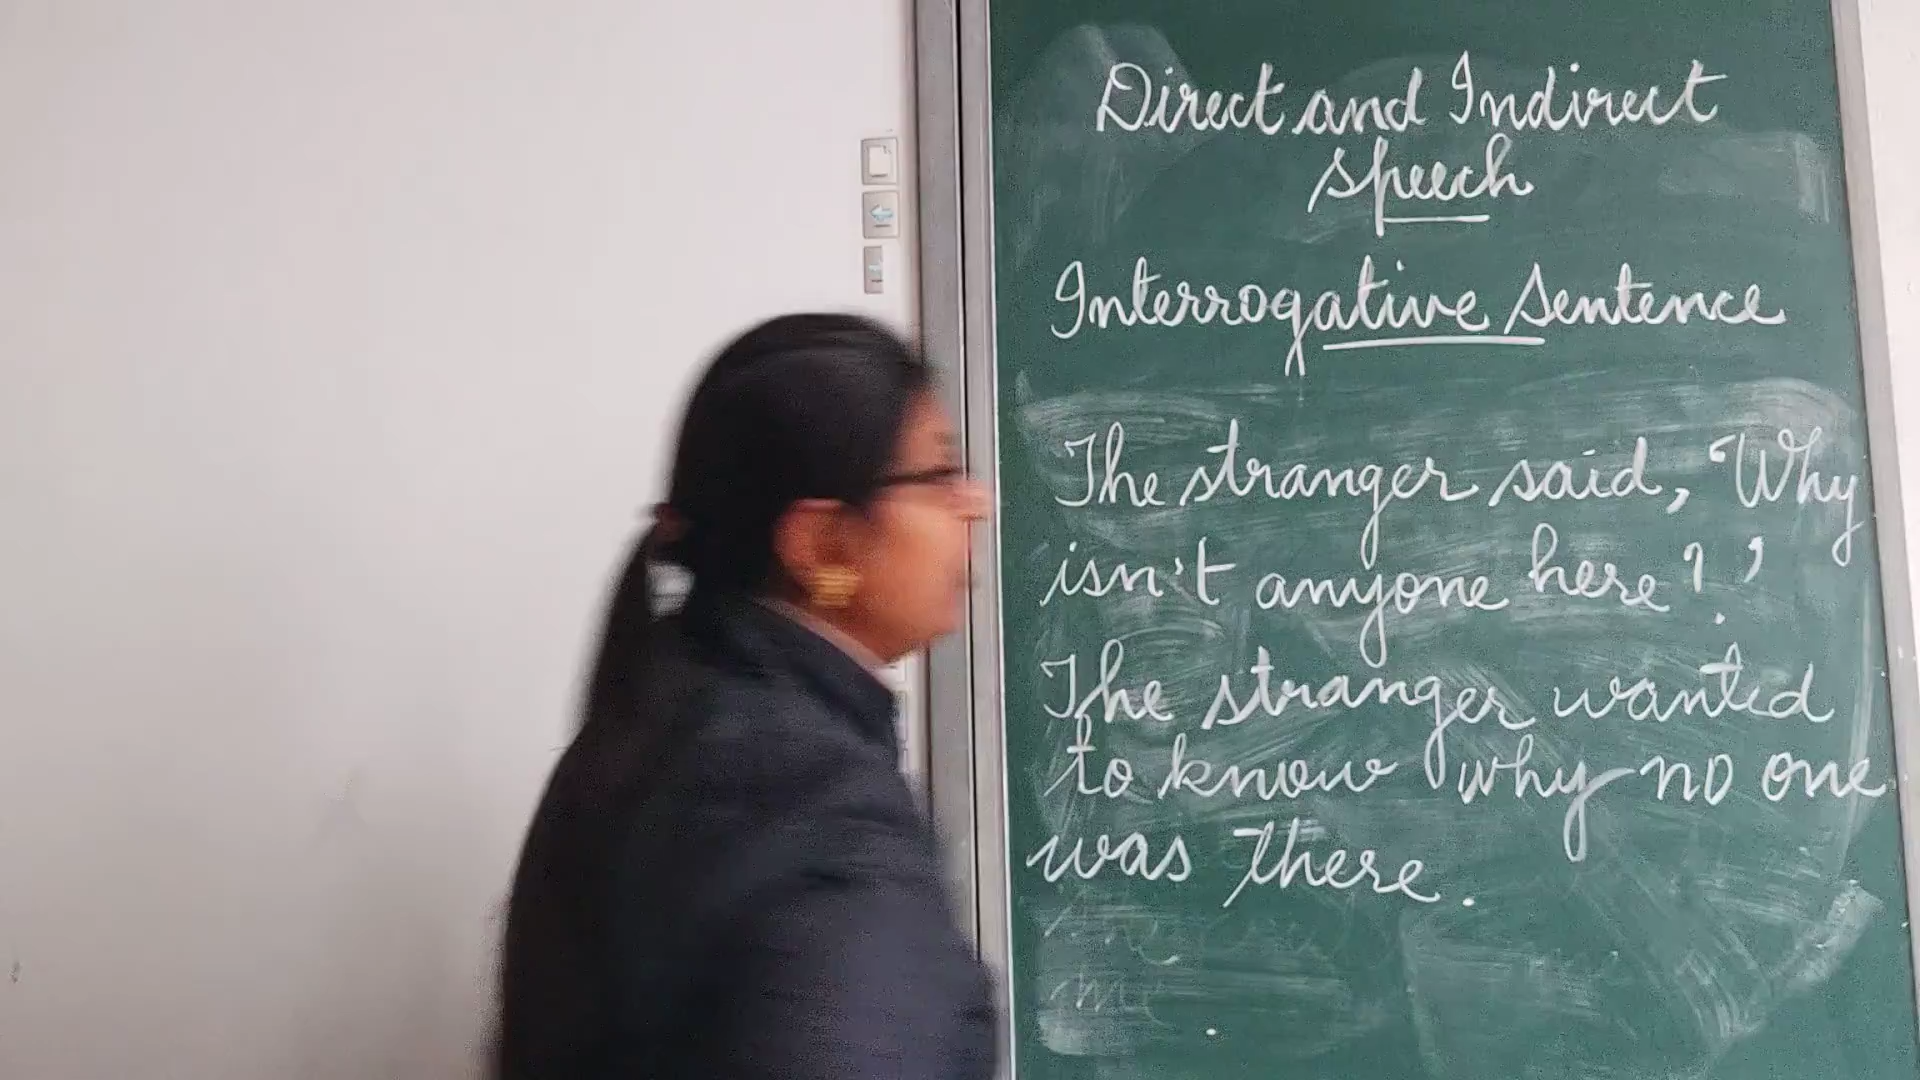 Direct and Indirect
speech
Interrogative Sentence
The stranger said, 'Why
isn't anyone here?'
The stranger wanted
to know why no one
was there.